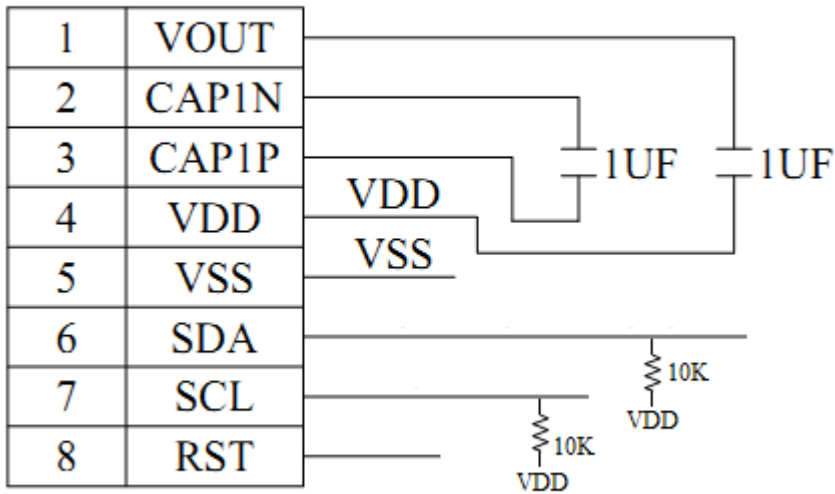 1 VOUT
2 CAP1N
3 CAP1P 1UF 1UF
VDD
4 VDD
VSS
5 VSS
6 SDA
10K
7 SCL
VDD
10K
8 RST
VDD